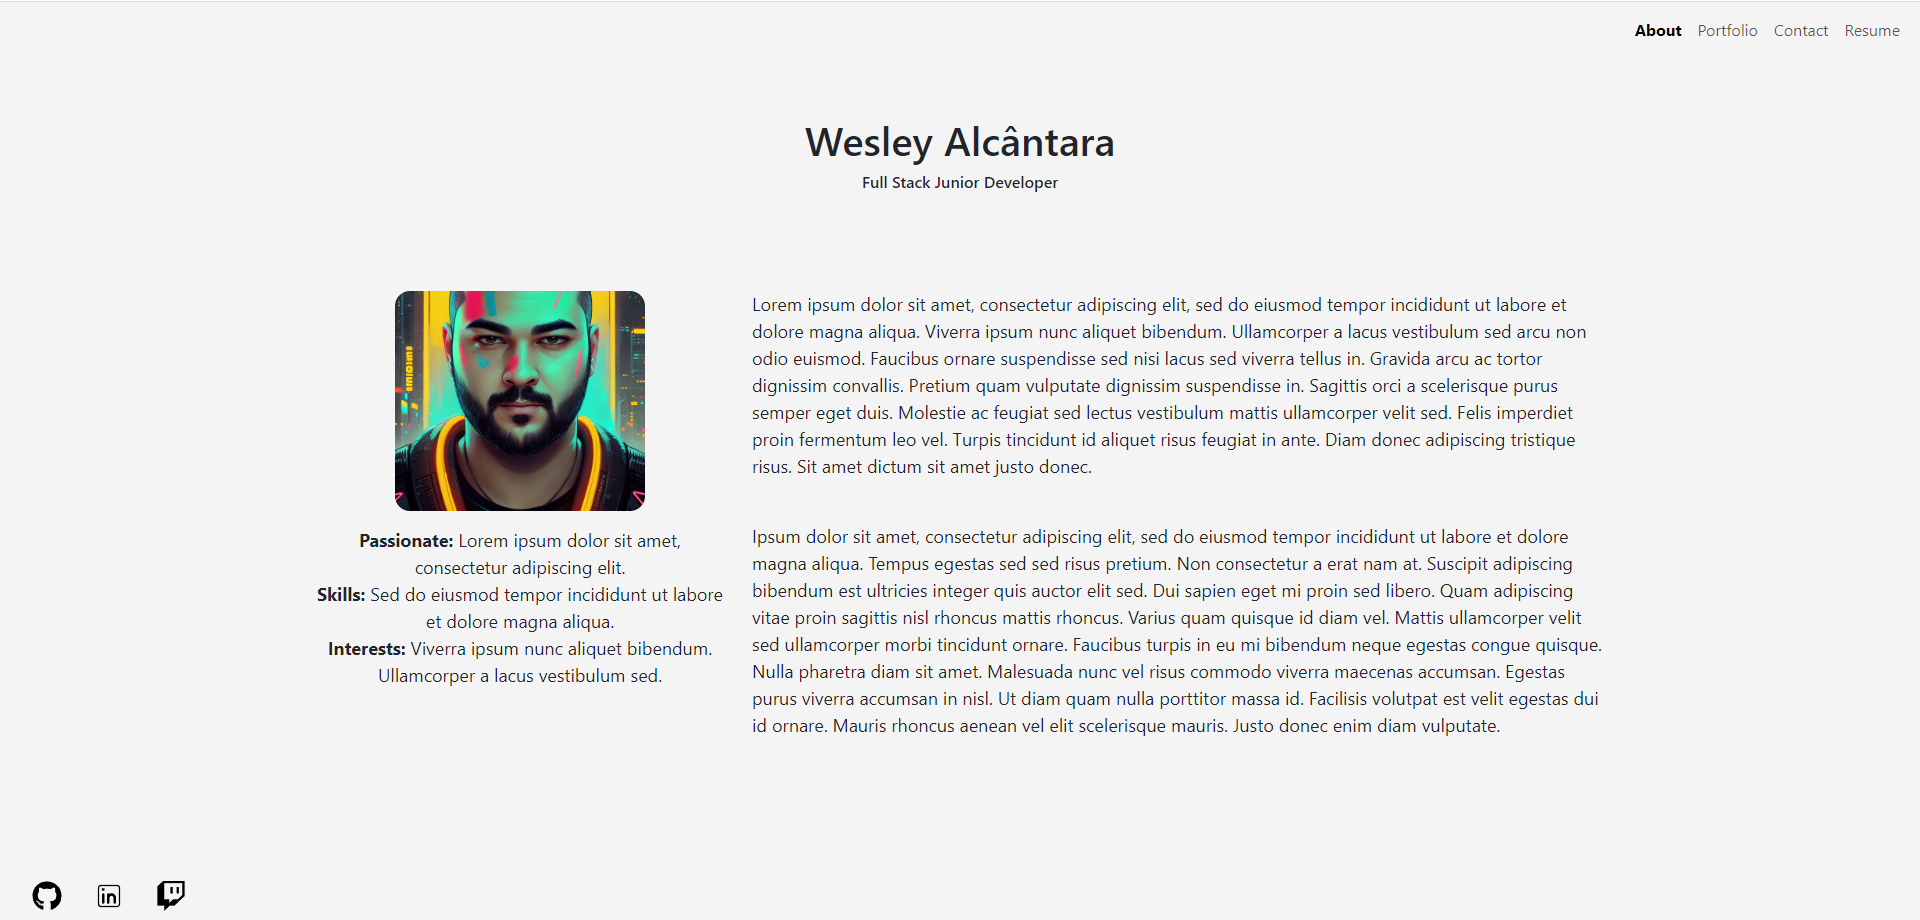 About Portfolio Contact Resume
Wesley Alcântara
Full Stack Junior Developer
Passionate: Lorem ipsum dolor sit amet,
consectetur adipiscing elit.
Skills: Sed do eiusmod tempor incididunt ut labore
et dolore magna aliqua.
Interests: Viverra ipsum nunc aliquet bibendum.
Ullamcorper a lacus vestibulum sed.
Lorem ipsum dolor sit amet, consectetur adipiscing elit, sed do eiusmod tempor incididunt ut labore et
dolore magna aliqua. Viverra ipsum nunc aliquet bibendum. Ullamcorper a lacus vestibulum sed arcu non
odio euismod. Faucibus ornare suspendisse sed nisi lacus sed viverra tellus in. Gravida arcu ac tortor
dignissim convallis. Pretium quam vulputate dignissim suspendisse in. Sagittis orci a scelerisque purus
semper eget duis. Molestie ac feugiat sed lectus vestibulum mattis ullamcorper velit sed. Felis imperdiet
proin fermentum leo vel. Turpis tincidunt id aliquet risus feugiat in ante. Diam donec adipiscing tristique
risus. Sit amet dictum sit amet justo donec.
Ipsum dolor sit amet, consectetur adipiscing elit, sed do eiusmod tempor incididunt ut labore et dolore
magna aliqua. Tempus egestas sed sed risus pretium. Non consectetur a erat nam at. Suscipit adipiscing
bibendum est ultricies integer quis auctor elit sed. Dui sapien eget mi proin sed libero. Quam adipiscing
vitae proin sagittis nisl rhoncus mattis rhoncus. Varius quam quisque id diam vel. Mattis ullamcorper velit
sed ullamcorper morbi tincidunt ornare. Faucibus turpis in eu mi bibendum neque egestas congue quisque.
Nulla pharetra diam sit amet. Malesuada nunc vel risus commodo viverra maecenas accumsan. Egestas
purus viverra accumsan in nisl. Ut diam quam nulla porttitor massa id. Facilisis volutpat est velit egestas dui
id ornare. Mauris rhoncus aenean vel elit scelerisque mauris. Justo donec enim diam vulputate.
in